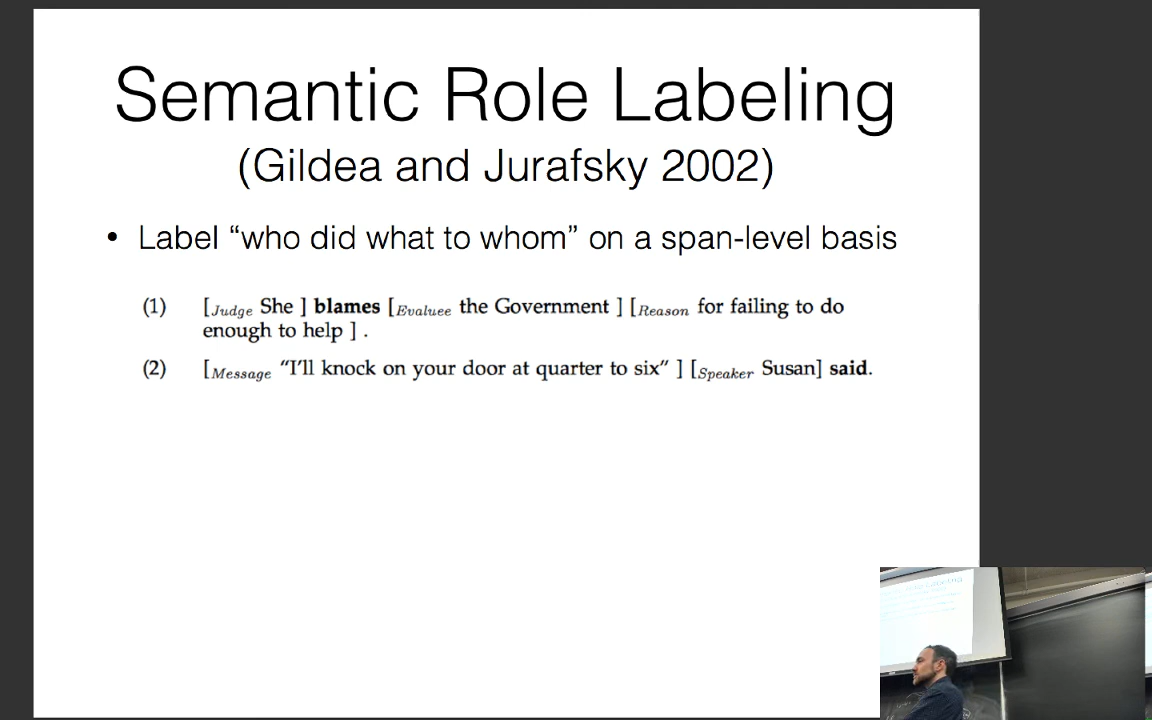 Semantic Role Labeling
(Gildea and Jurafsky 2002)
• Label “who did what to whom” on a span-level basis
(1) [Judge She ] blames [Evaluee the Government ] [Reason for failing to do
enough to help ] .
(2) [Message “I'll knock on your door at quarter to six” ] [Speaker Susan] said.